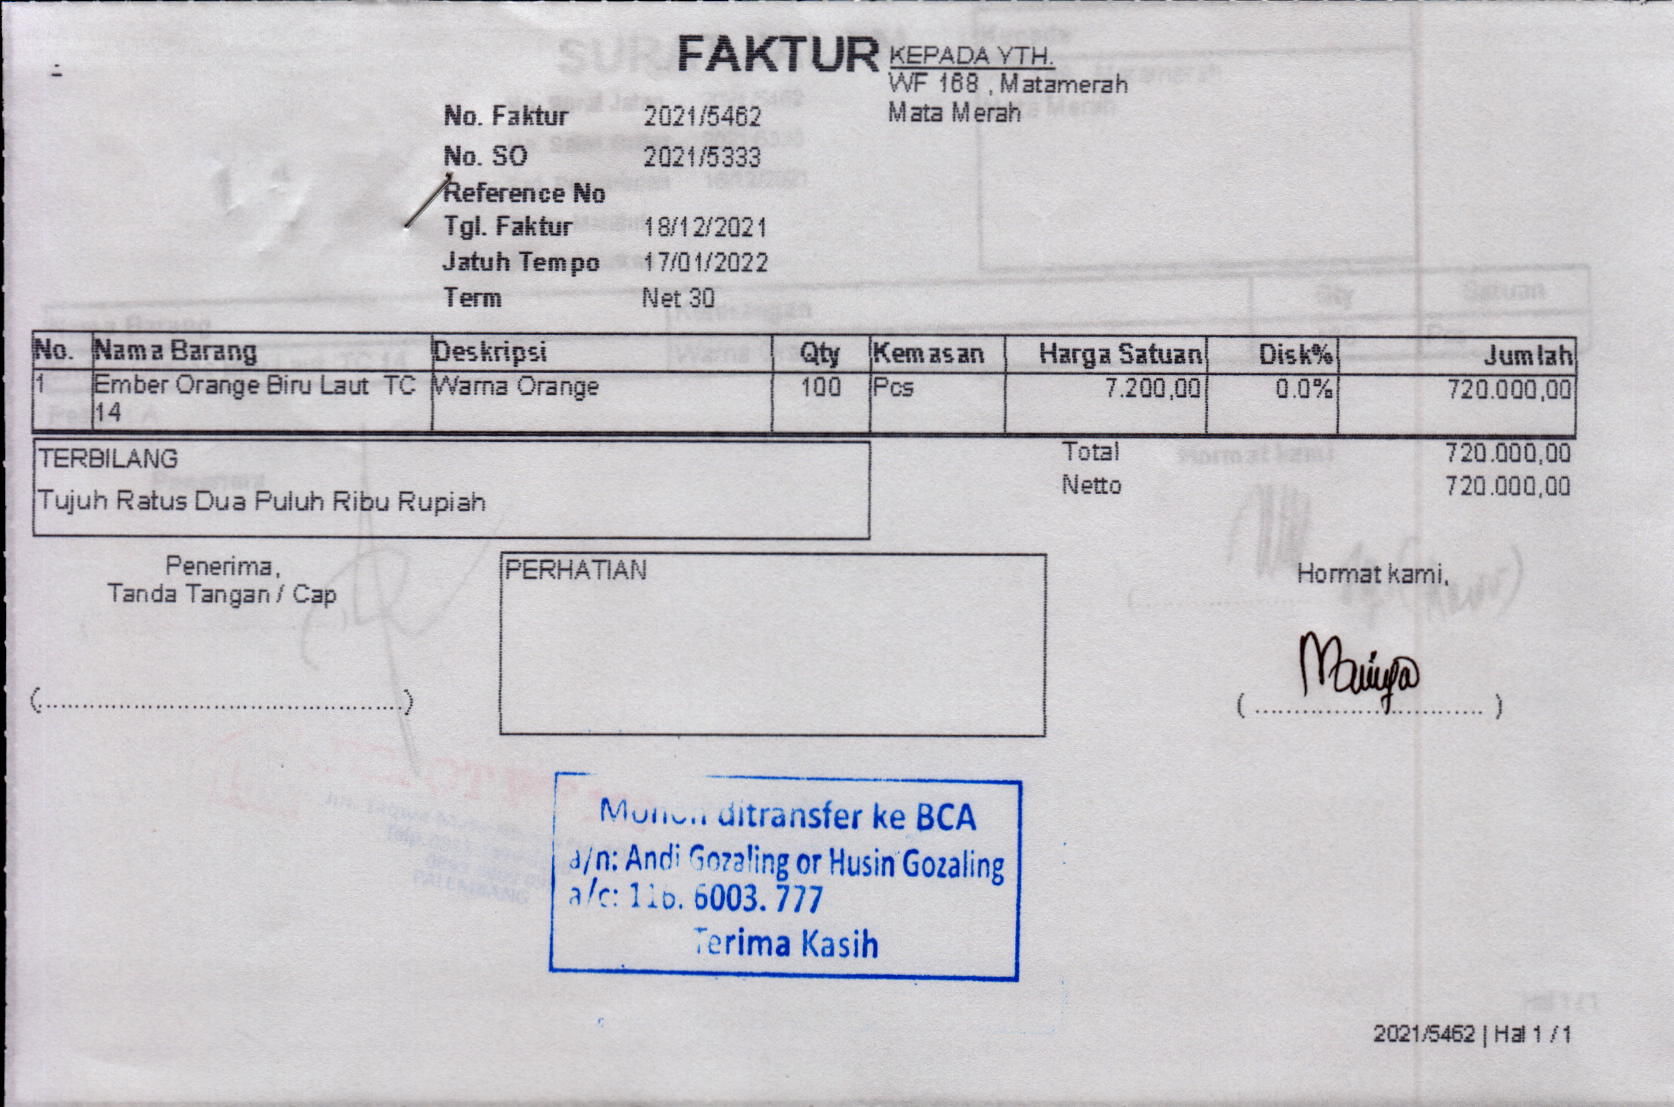 FAKTUR
KEPADA YTH.
WF 168 , Matamerah
Mata Merah
No. Faktur 2021/5462
No. SO 2021/5333
Reference No
Tgl. Faktur 18/12/2021
Jatuh Tempo 17/01/2022
Term Net 30
No. Nama Barang Deskripsi Qty Kemasan Harga Satuan Disk% Jumlah
1 Ember Orange Biru Laut TC Warna Orange 100 Pcs 7.200,00 0.0% 720.000,00
14
TERBILANG
Tujuh Ratus Dua Puluh Ribu Rupiah
Total 720.000,00
Netto 720.000,00
Penerima,
Tanda Tangan / Cap
(..............................................)
PERHATIAN
Hormat kami,
( ............................. )
Mohon ditransfer ke BCA
a/n: Andi Gozaling or Husin Gozaling
a/c: 116. 6003. 777
Terima Kasih
2021/5462 | Hal 1 / 1